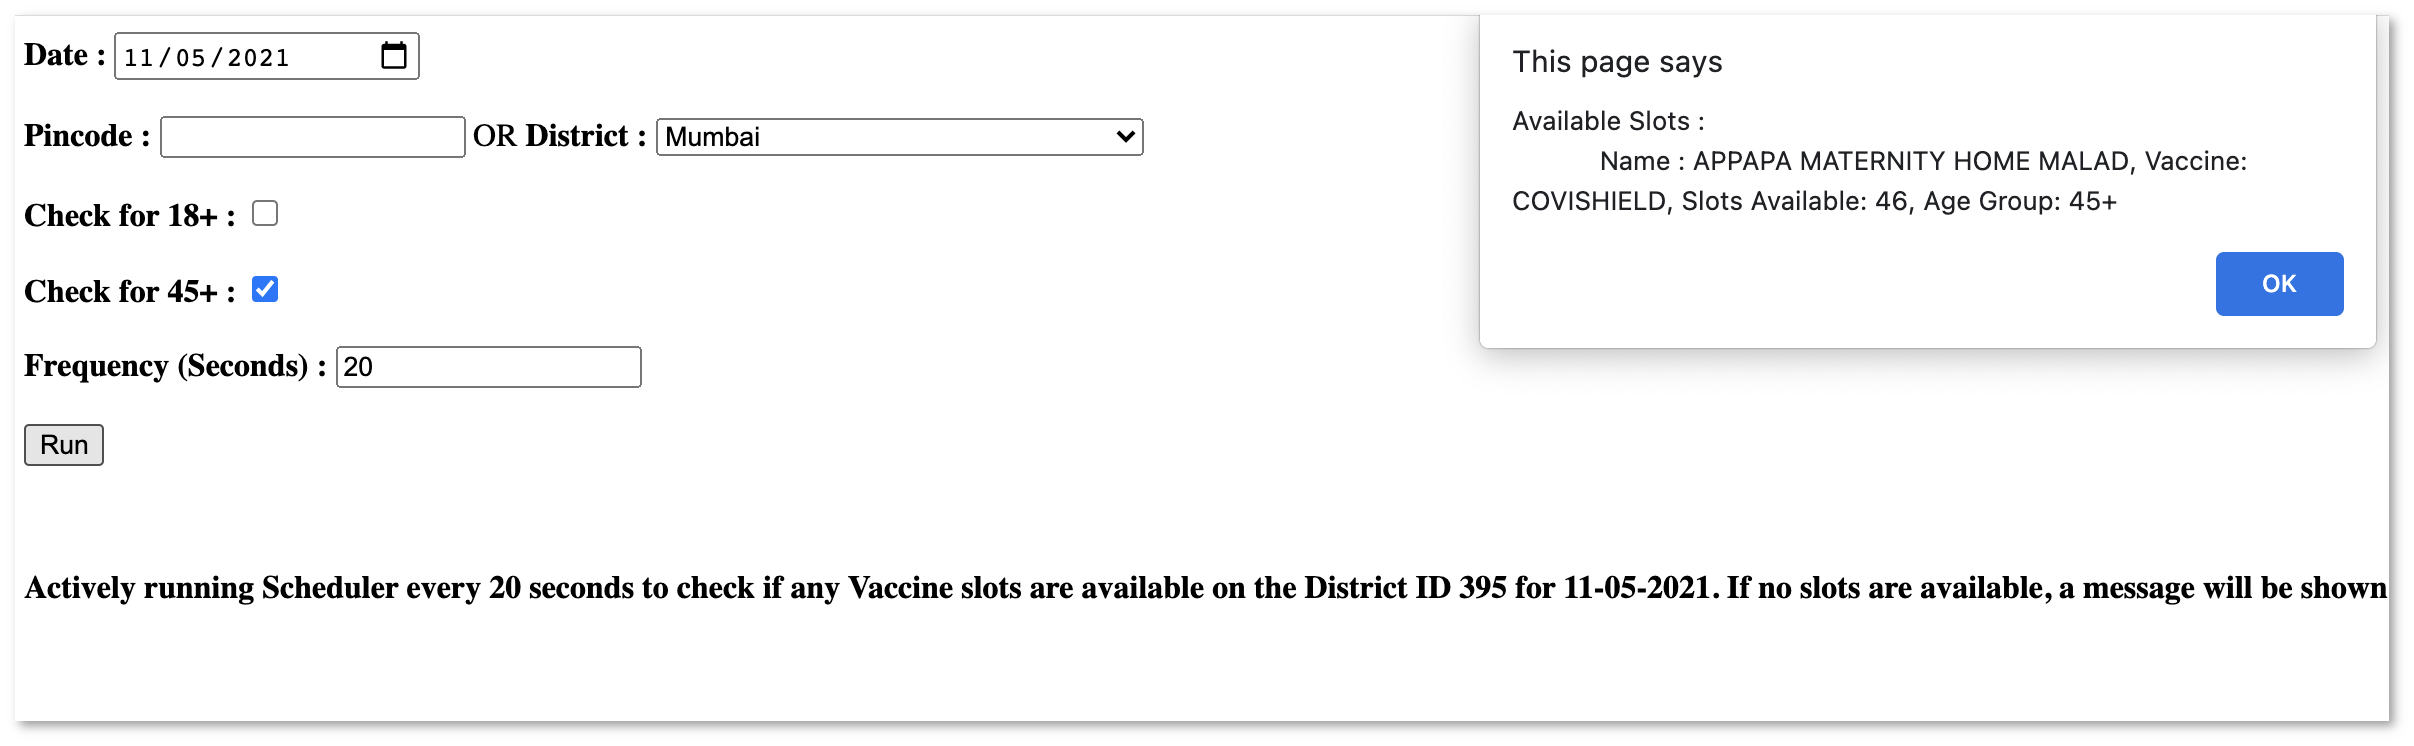 Date : 11/05/2021
Pincode : OR District : Mumbai
Check for 18+ :
Check for 45+ :
Frequency (Seconds) : 20
Run
Actively running Scheduler every 20 seconds to check if any Vaccine slots are available on the District ID 395 for 11-05-2021. If no slots are available, a message will be shown
This page says
Available Slots :
Name : APPAPA MATERNITY HOME MALAD, Vaccine:
COVISHIELD, Slots Available: 46, Age Group: 45+
OK